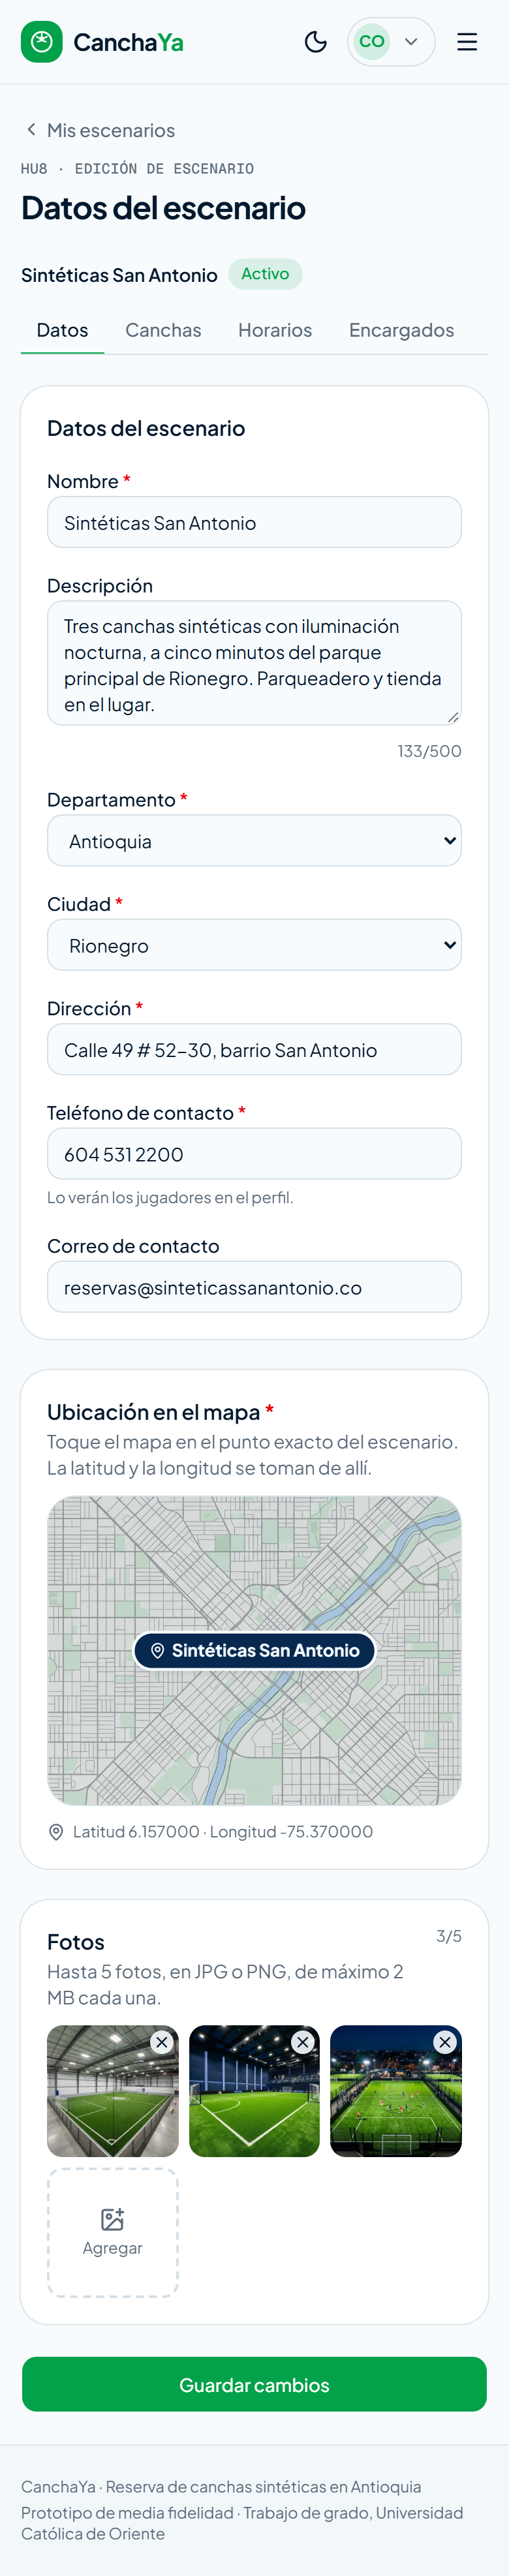 CanchaYa
CO
Mis escenarios
HU8 · EDICIÓN DE ESCENARIO
Datos del escenario
Sintéticas San Antonio Activo
Datos Canchas Horarios Encargados
Datos del escenario
Nombre *
Sintéticas San Antonio
Descripción
Tres canchas sintéticas con iluminación
nocturna, a cinco minutos del parque
principal de Rionegro. Parqueadero y tienda
en el lugar.
133/500
Departamento *
Antioquia
Ciudad *
Rionegro
Dirección *
Calle 49 # 52-30, barrio San Antonio
Teléfono de contacto *
604 531 2200
Lo verán los jugadores en el perfil.
Correo de contacto
reservas@sinteticassanantonio.co
Ubicación en el mapa *
Toque el mapa en el punto exacto del escenario.
La latitud y la longitud se toman de allí.
Sintéticas San Antonio
Latitud 6.157000 · Longitud -75.370000
Fotos 3/5
Hasta 5 fotos, en JPG o PNG, de máximo 2
MB cada una.
Agregar
Guardar cambios
CanchaYa · Reserva de canchas sintéticas en Antioquia
Prototipo de media fidelidad · Trabajo de grado, Universidad
Católica de Oriente